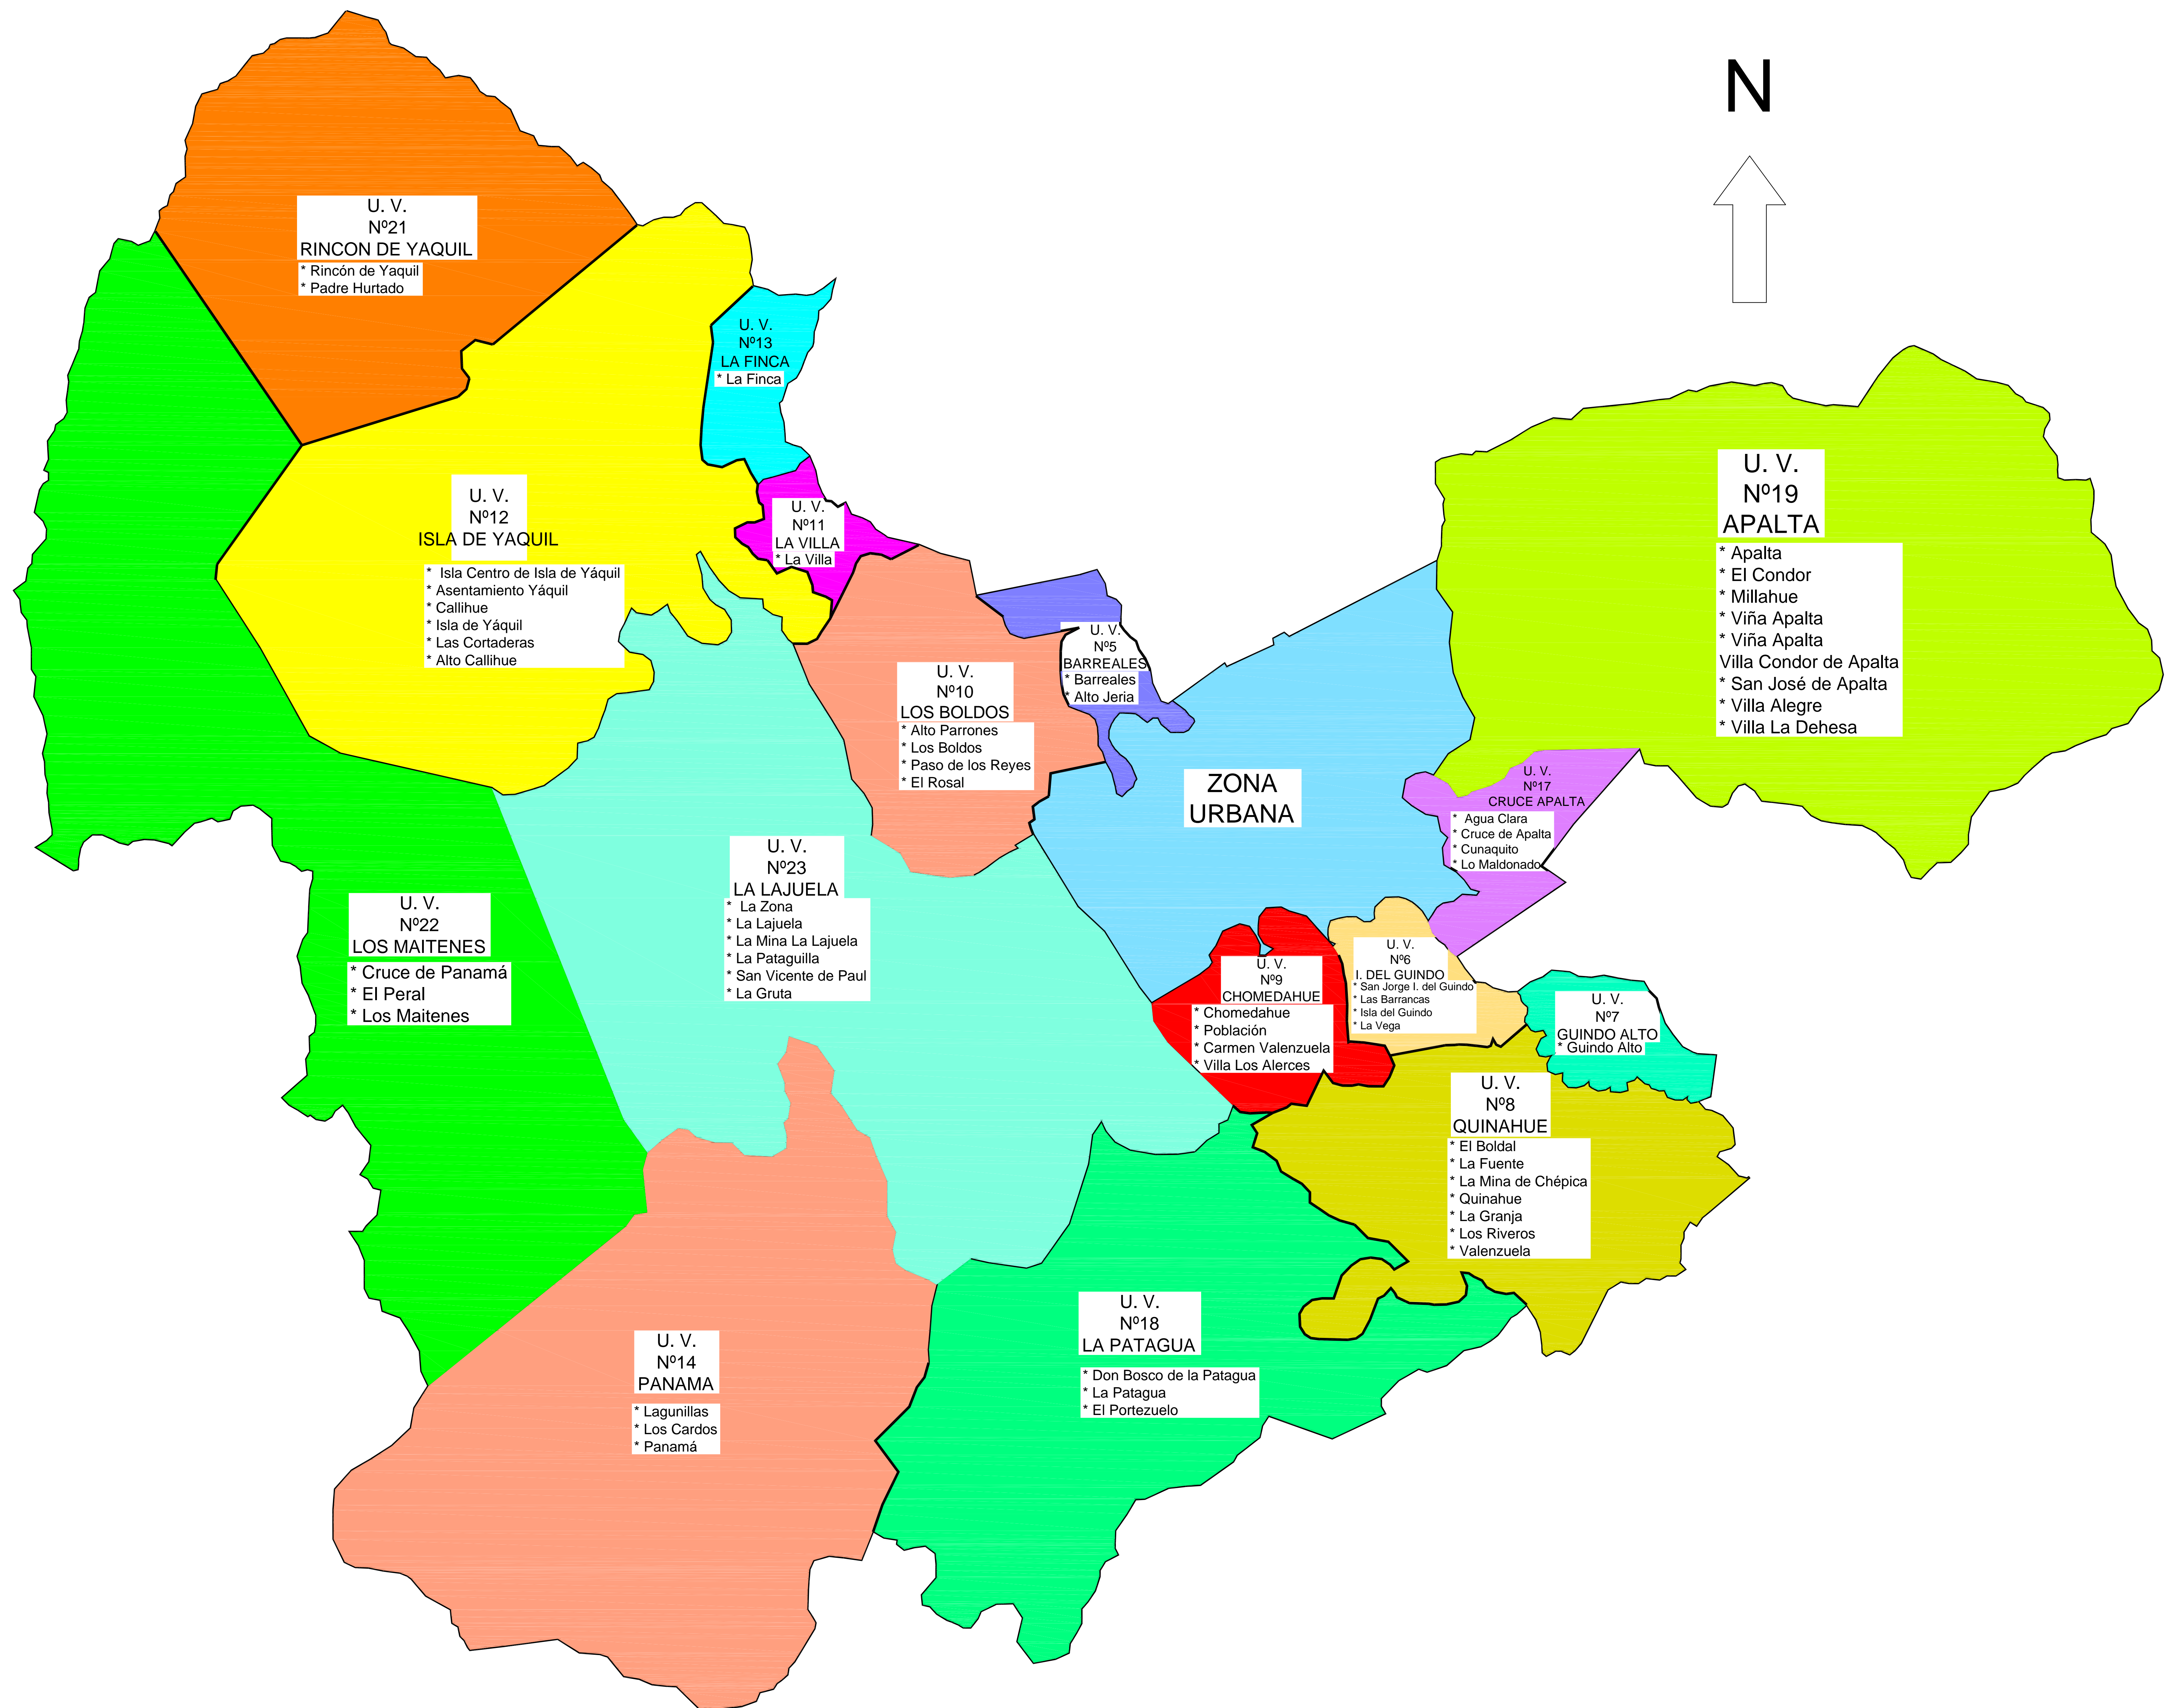 N
U. V.
Nº21
RINCON DE YAQUIL
* Rincón de Yaquil
* Padre Hurtado
U. V.
Nº13
LA FINCA
* La Finca
U. V.
Nº19
APALTA
* Apalta
* El Condor
* Millahue
* Viña Apalta
* Viña Apalta
Villa Condor de Apalta
* San José de Apalta
* Villa Alegre
* Villa La Dehesa
U. V.
Nº12
ISLA DE YAQUIL
* Isla Centro de Isla de Yáquil
* Asentamiento Yáquil
* Callihue
* Isla de Yáquil
* Las Cortaderas
* Alto Callihue
U. V.
Nº11
LA VILLA
* La Villa
U. V.
Nº5
BARREALES
* Barreales
* Alto Jeria
U. V.
Nº10
LOS BOLDOS
* Alto Parrones
* Los Boldos
* Paso de los Reyes
* El Rosal
ZONA
URBANA
U. V.
Nº17
CRUCE APALTA
* Agua Clara
* Cruce de Apalta
* Cunaquito
* Lo Maldonado
U. V.
Nº23
LA LAJUELA
* La Zona
* La Lajuela
* La Mina La Lajuela
* La Pataguilla
* San Vicente de Paul
* La Gruta
U. V.
Nº22
LOS MAITENES
* Cruce de Panamá
* El Peral
* Los Maitenes
U. V.
Nº9
CHOMEDAHUE
* Chomedahue
* Población
* Carmen Valenzuela
* Villa Los Alerces
U. V.
Nº6
I. DEL GUINDO
* San Jorge I. del Guindo
* Las Barrancas
* Isla del Guindo
* La Vega
U. V.
Nº7
GUINDO ALTO
* Guindo Alto
U. V.
Nº8
QUINAHUE
* El Boldal
* La Fuente
* La Mina de Chépica
* Quinahue
* La Granja
* Los Riveros
* Valenzuela
U. V.
Nº18
LA PATAGUA
* Don Bosco de la Patagua
* La Patagua
* El Portezuelo
U. V.
Nº14
PANAMA
* Lagunillas
* Los Cardos
* Panamá